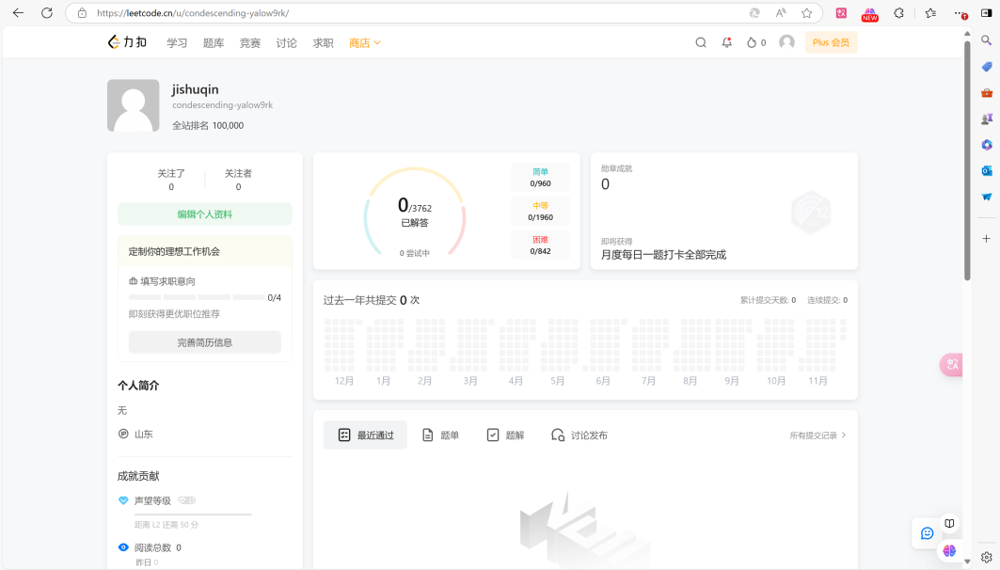 https://leetcode.cn/u/condescending-yalow9rk/
NEW
力扣 学习 题库 竞赛 讨论 求职 商店 0 Plus 会员
jishuqin
condescending-yalow9rk
全站排名 100,000
关注了 关注者
0 0
编辑个人资料
定制你的理想工作机会
填写求职意向
0/4
即刻获得更优职位推荐
完善简历信息
个人简介
无
山东
成就贡献
声望等级
距离 L2 还需 50 分
阅读总数 0
昨日 0
0/3762
已解答
0 尝试中
简单
0/960
中等
0/1960
困难
0/842
勋章成就
0
即将获得
月度每日一题打卡全部完成
过去一年共提交 0 次
累计提交天数: 0 连续提交: 0
12月 1月 2月 3月 4月 5月 6月 7月 8月 9月 10月 11月
最近通过 题单 题解 讨论发布 所有提交记录